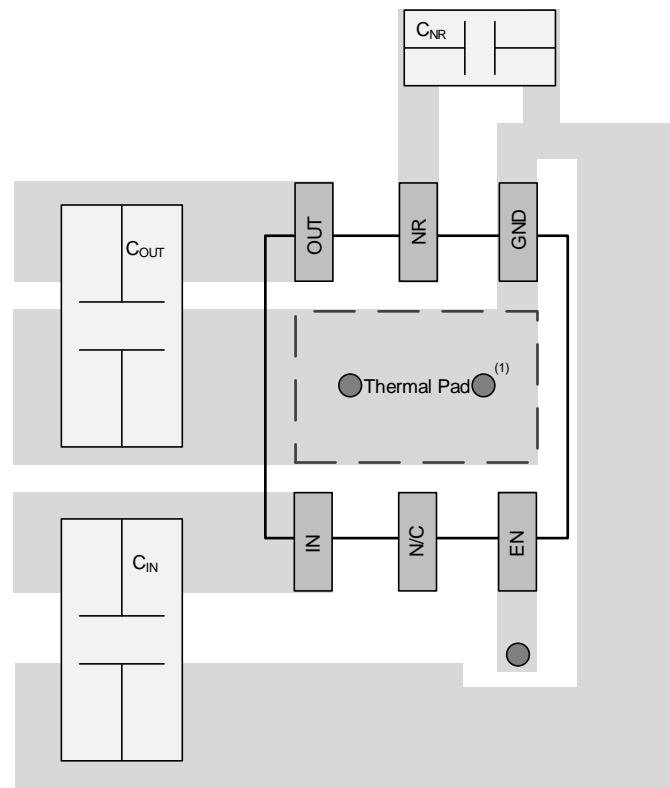 CNR
OUT
NR
GND
COUT
Thermal Pad(1)
IN
N/C
EN
CIN